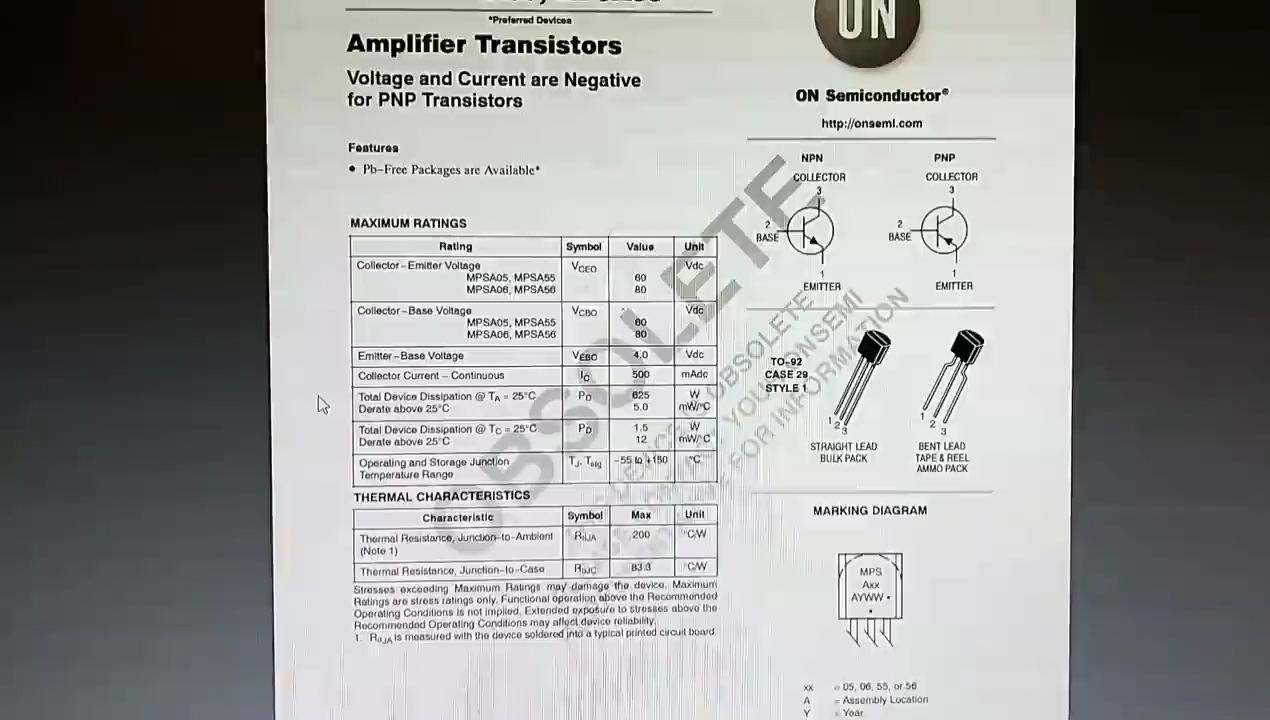 *Preferred Devices
Amplifier Transistors
Voltage and Current are Negative
for PNP Transistors
Features
• Pb−Free Packages are Available*
MAXIMUM RATINGS
Rating Symbol Value Unit
Collector−Emitter Voltage VCEO Vdc
MPSA05, MPSA55 60
MPSA06, MPSA56 80
Collector−Base Voltage VCBO Vdc
MPSA05, MPSA55 60
MPSA06, MPSA56 80
Emitter−Base Voltage VEBO 4.0 Vdc
Collector Current − Continuous IC 500 mAdc
Total Device Dissipation @ TA = 25°C PD 625 W
Derate above 25°C 5.0 mW/°C
Total Device Dissipation @ TC = 25°C PD 1.5 W
Derate above 25°C 12 mW/°C
Operating and Storage Junction TJ, Tstg −55 to +150 °C
Temperature Range
THERMAL CHARACTERISTICS
Characteristic Symbol Max Unit
Thermal Resistance, Junction−to−Ambient RθJA 200 °C/W
(Note 1)
Thermal Resistance, Junction−to−Case RθJC 83.3 °C/W
Stresses exceeding Maximum Ratings may damage the device. Maximum
Ratings are stress ratings only. Functional operation above the Recommended
Operating Conditions is not implied. Extended exposure to stresses above the
Recommended Operating Conditions may affect device reliability.
1. RθJA is measured with the device soldered into a typical printed circuit board.
ON
ON Semiconductor®
http://onsemi.com
NPN PNP
COLLECTOR COLLECTOR
3 3
2 2
BASE BASE
1 1
EMITTER EMITTER
TO−92
CASE 29
STYLE 1
1 2 3
1 2 3
STRAIGHT LEAD
BULK PACK
BENT LEAD
TAPE & REEL
AMMO PACK
MARKING DIAGRAM
MPS
Axx
AYWW •
•
xx = 05, 06, 55, or 56
A = Assembly Location
Y = Year
OBSOLETE
OBSOLETE
YOUR ONSEMI
FOR INFORMATION